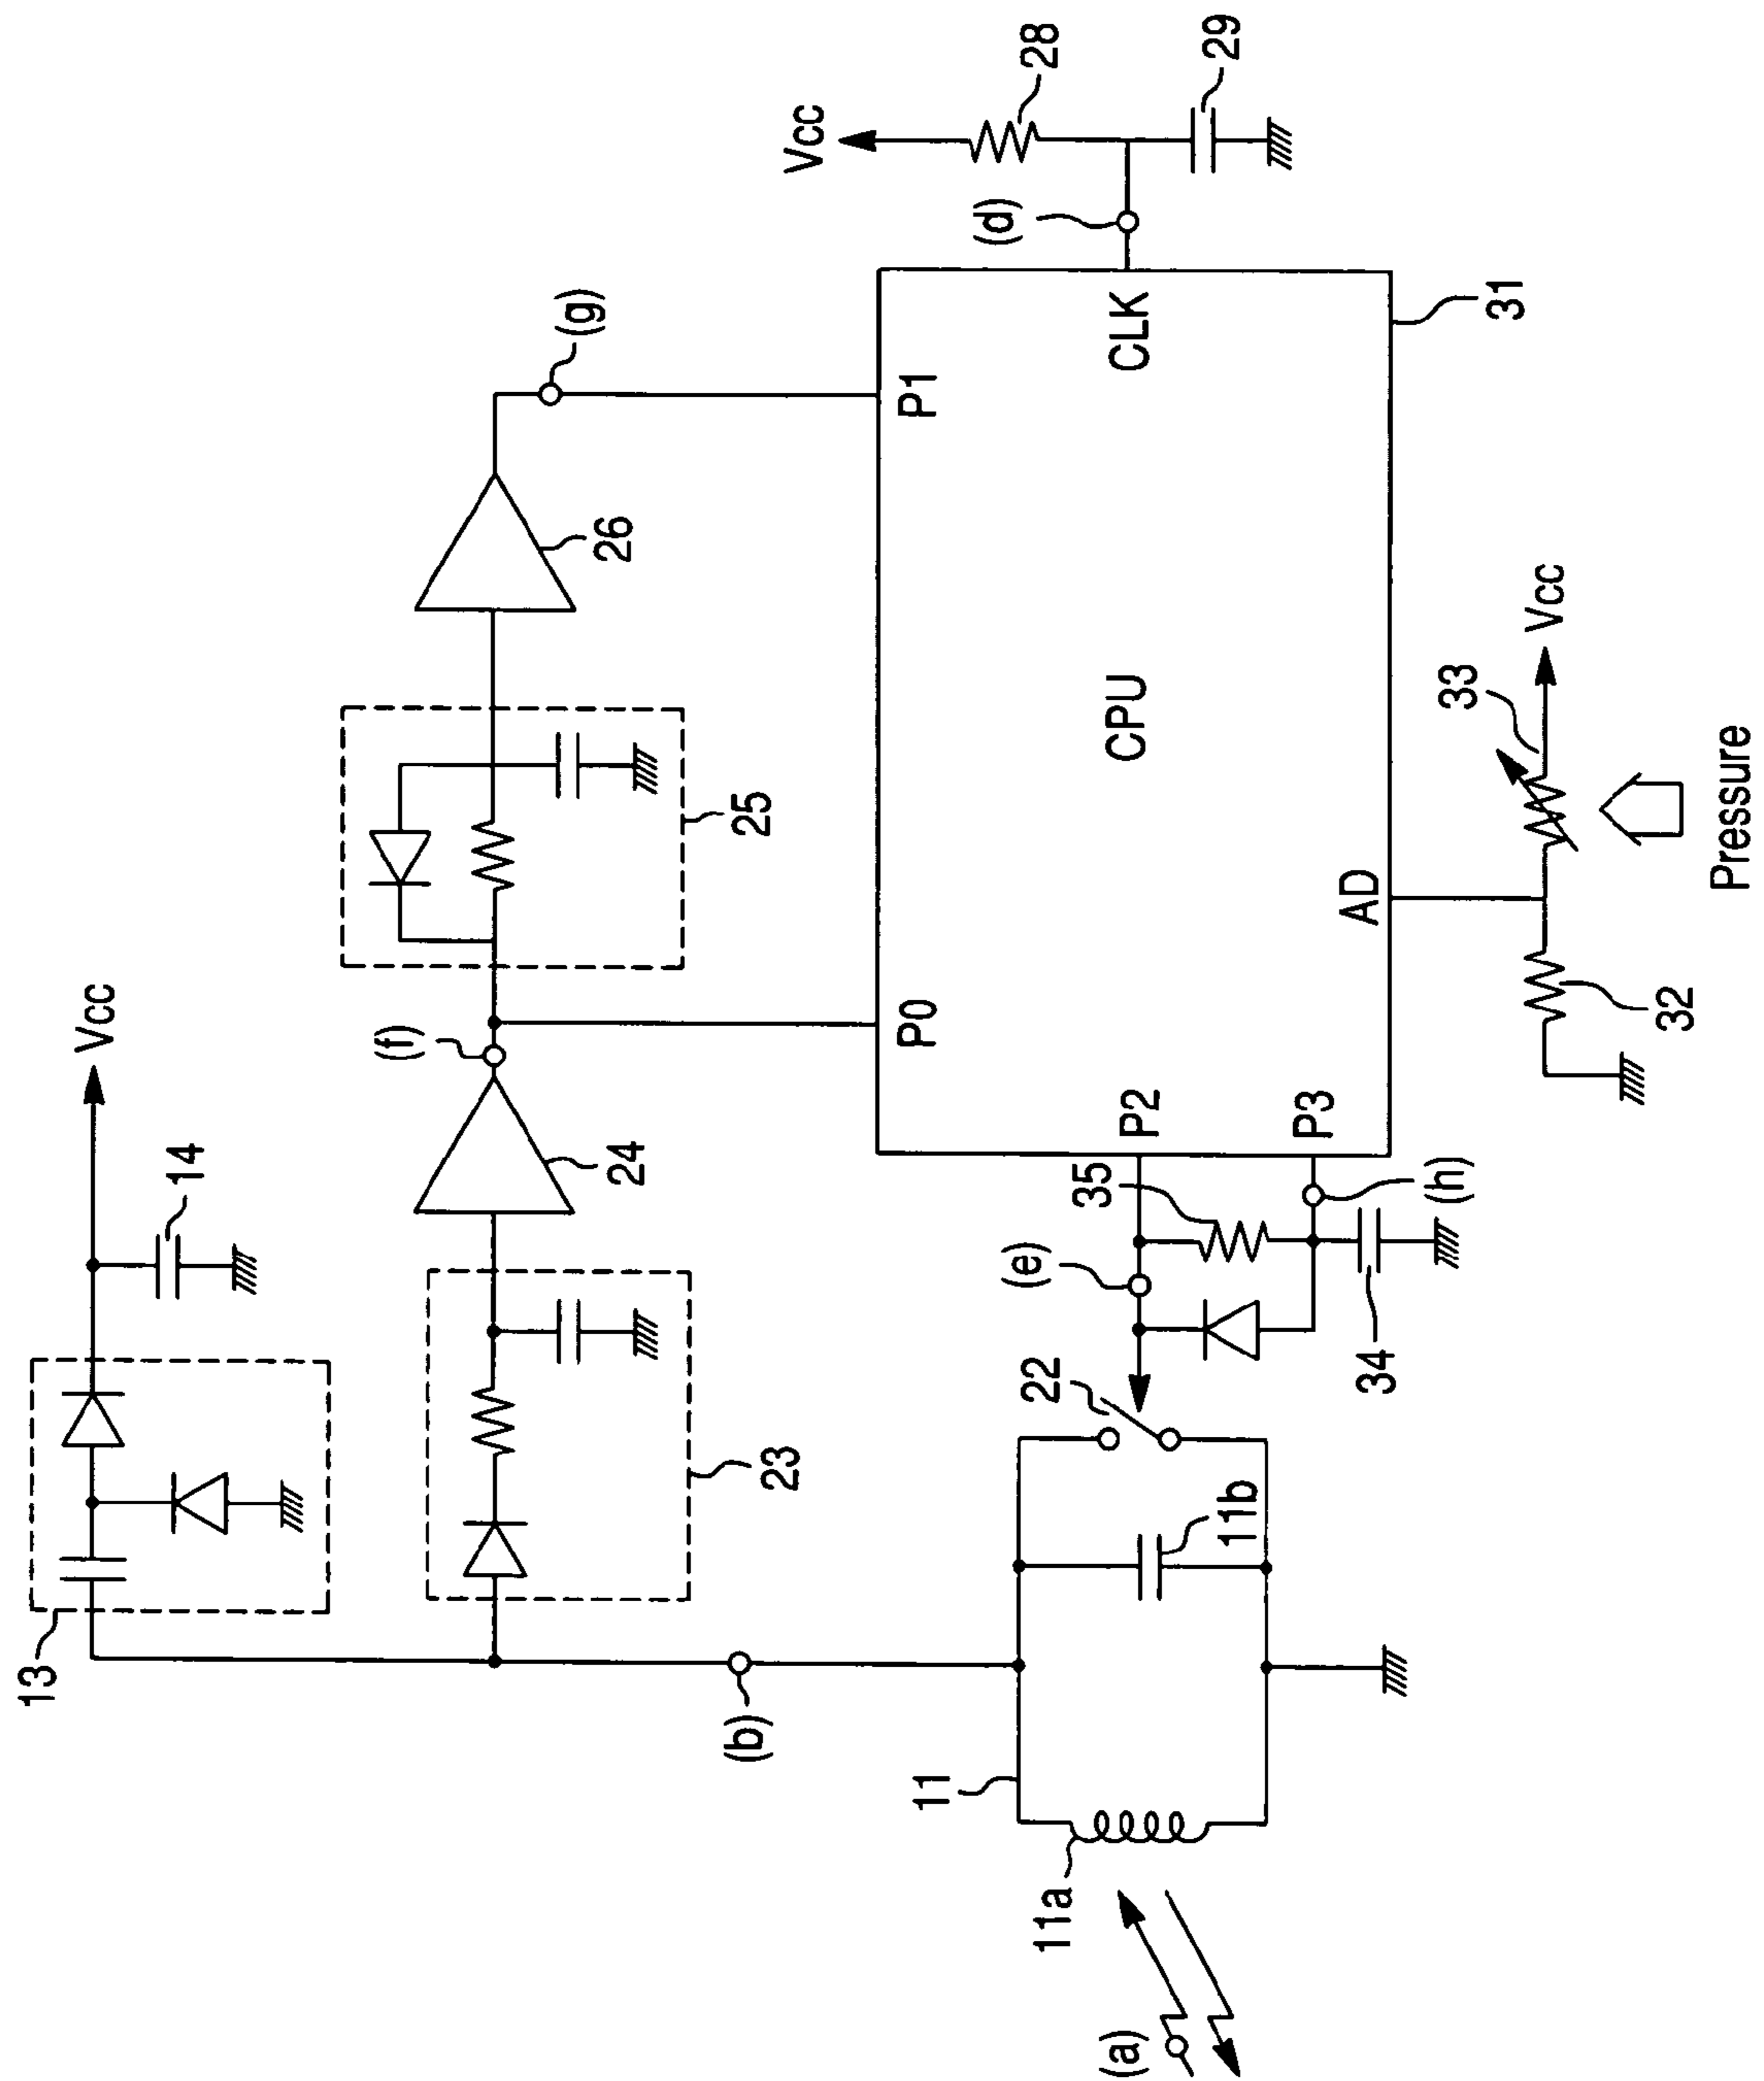 13
14
Vcc
(b)
23
24
(f)
25
26
(g)
11
11a
11b
(a)
22
(e)
35
34
(h)
P0
P1
P2
P3
CPU
CLK
AD
31
(d)
Vcc
28
29
32
33
Vcc
Pressure